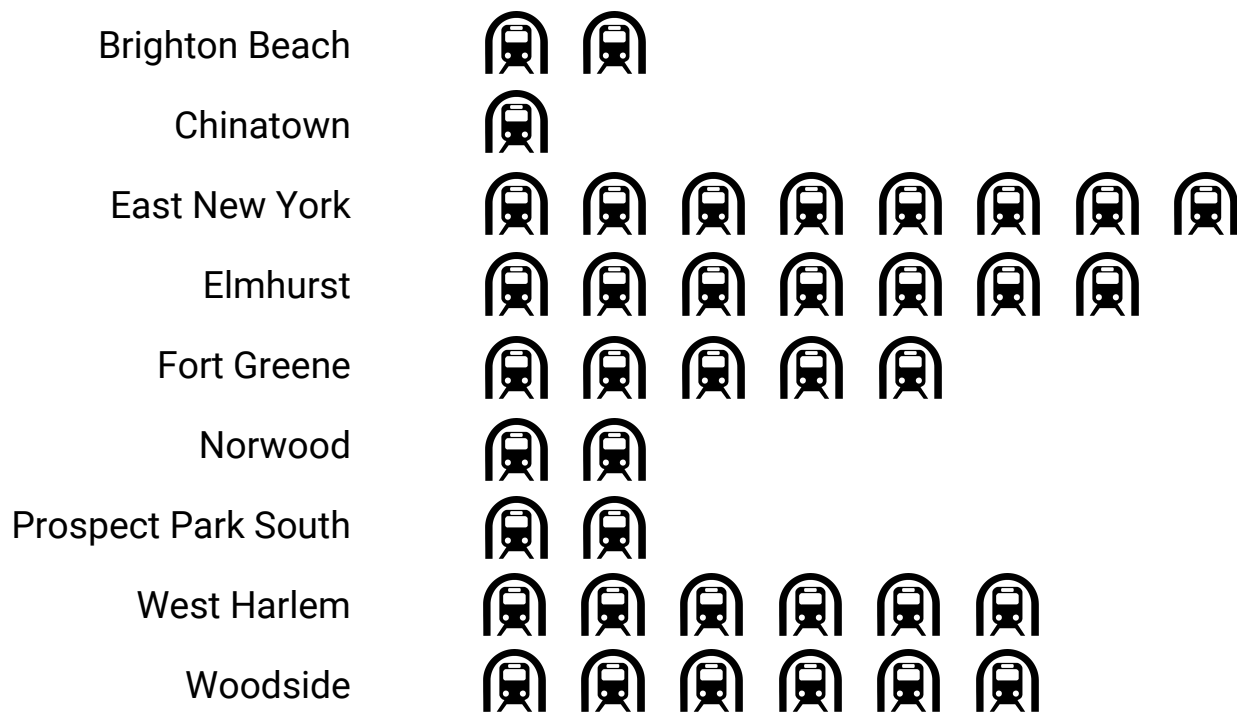 Brighton Beach
Chinatown
East New York
Elmhurst
Fort Greene
Norwood
Prospect Park South
West Harlem
Woodside